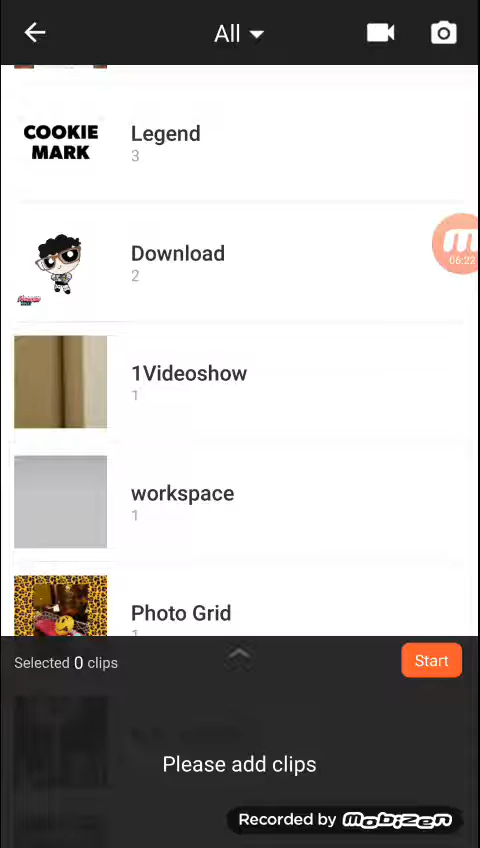 All
COOKIE
MARK
Legend
3
Download
2
06:22
1Videoshow
1
workspace
1
Photo Grid
1
Selected 0 clips
Start
Please add clips
Recorded by mobizen